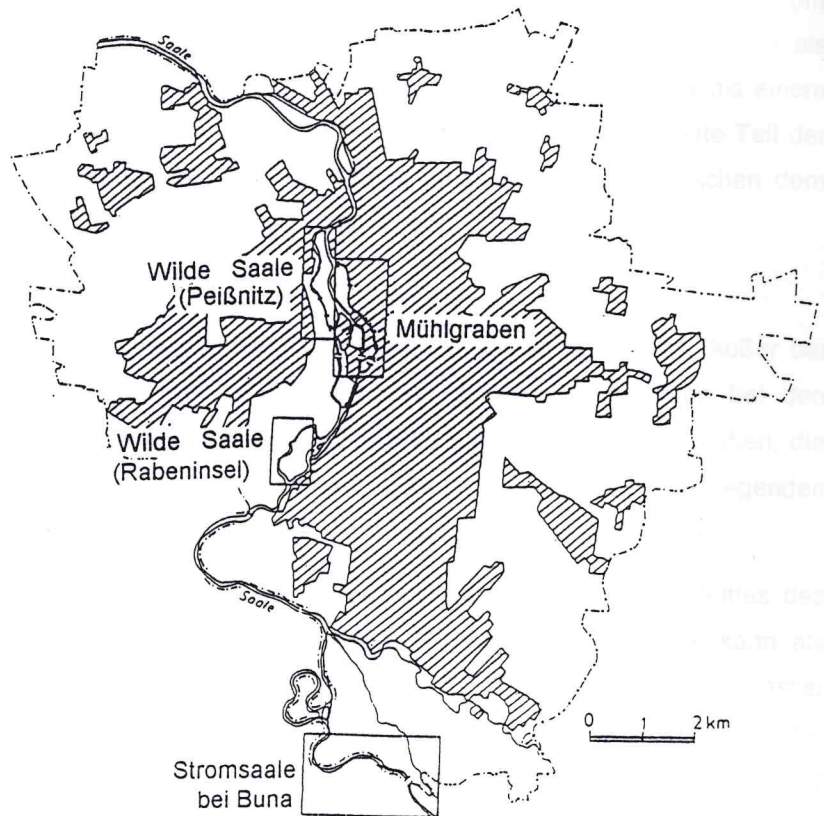 Saale
Wilde Saale
(Peißnitz)
Mühlgraben
Wilde Saale
(Rabeninsel)
Saale
0 1 2 km
Stromsaale
bei Buna